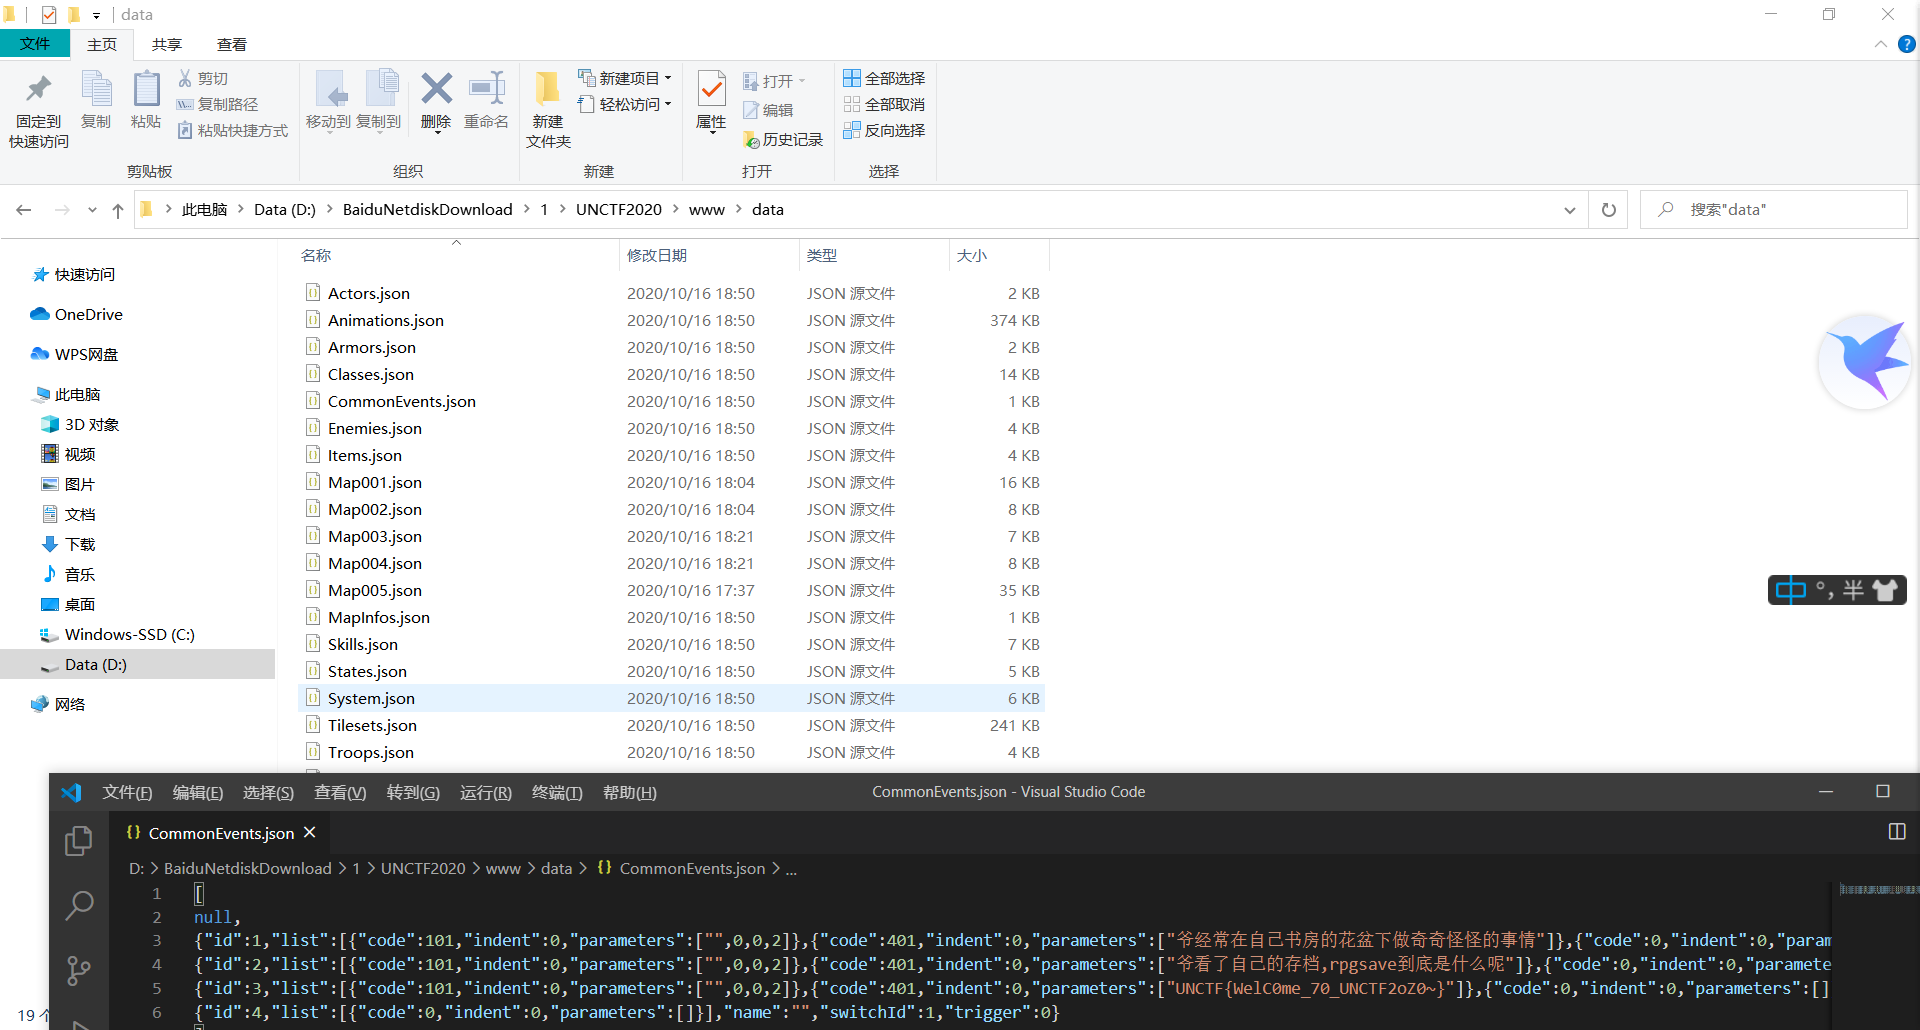 data
文件 主页 共享 查看
固定到快速访问 复制 粘贴 剪切 复制路径 粘贴快捷方式
移动到 复制到 删除 重命名
新建文件夹 新建项目 轻松访问
属性 打开 编辑 历史记录
全部选择 全部取消 反向选择
剪贴板 组织 新建 打开 选择
此电脑 > Data (D:) > BaiduNetdiskDownload > 1 > UNCTF2020 > www > data
搜索"data"
名称 修改日期 类型 大小
快速访问
OneDrive
WPS网盘
此电脑
3D 对象
视频
图片
文档
下载
音乐
桌面
Windows-SSD (C:)
Data (D:)
网络
Actors.json 2020/10/16 18:50 JSON 源文件 2 KB
Animations.json 2020/10/16 18:50 JSON 源文件 374 KB
Armors.json 2020/10/16 18:50 JSON 源文件 2 KB
Classes.json 2020/10/16 18:50 JSON 源文件 14 KB
CommonEvents.json 2020/10/16 18:50 JSON 源文件 1 KB
Enemies.json 2020/10/16 18:50 JSON 源文件 4 KB
Items.json 2020/10/16 18:50 JSON 源文件 4 KB
Map001.json 2020/10/16 18:04 JSON 源文件 16 KB
Map002.json 2020/10/16 18:04 JSON 源文件 8 KB
Map003.json 2020/10/16 18:21 JSON 源文件 7 KB
Map004.json 2020/10/16 18:21 JSON 源文件 8 KB
Map005.json 2020/10/16 17:37 JSON 源文件 35 KB
MapInfos.json 2020/10/16 18:50 JSON 源文件 1 KB
Skills.json 2020/10/16 18:50 JSON 源文件 7 KB
States.json 2020/10/16 18:50 JSON 源文件 5 KB
System.json 2020/10/16 18:50 JSON 源文件 6 KB
Tilesets.json 2020/10/16 18:50 JSON 源文件 241 KB
Troops.json 2020/10/16 18:50 JSON 源文件 4 KB
中 °, 半
19 个
文件(F) 编辑(E) 选择(S) 查看(V) 转到(G) 运行(R) 终端(T) 帮助(H) CommonEvents.json - Visual Studio Code
{} CommonEvents.json ×
D: > BaiduNetdiskDownload > 1 > UNCTF2020 > www > data > {} CommonEvents.json > ...
1 [
2 null,
3 {"id":1,"list":[{"code":101,"indent":0,"parameters":["",0,0,2]},{"code":401,"indent":0,"parameters":["爷经常在自己书房的花盆下做奇奇怪怪的事情"]},{"code":0,"indent":0,"param
4 {"id":2,"list":[{"code":101,"indent":0,"parameters":["",0,0,2]},{"code":401,"indent":0,"parameters":["爷看了自己的存档,rpgsave到底是什么呢"]},{"code":0,"indent":0,"paramete
5 {"id":3,"list":[{"code":101,"indent":0,"parameters":["",0,0,2]},{"code":401,"indent":0,"parameters":["UNCTF{WelC0me_70_UNCTF2oZ0~}"]},{"code":0,"indent":0,"parameters":[]
6 {"id":4,"list":[{"code":0,"indent":0,"parameters":[]}],"name":"","switchId":1,"trigger":0}